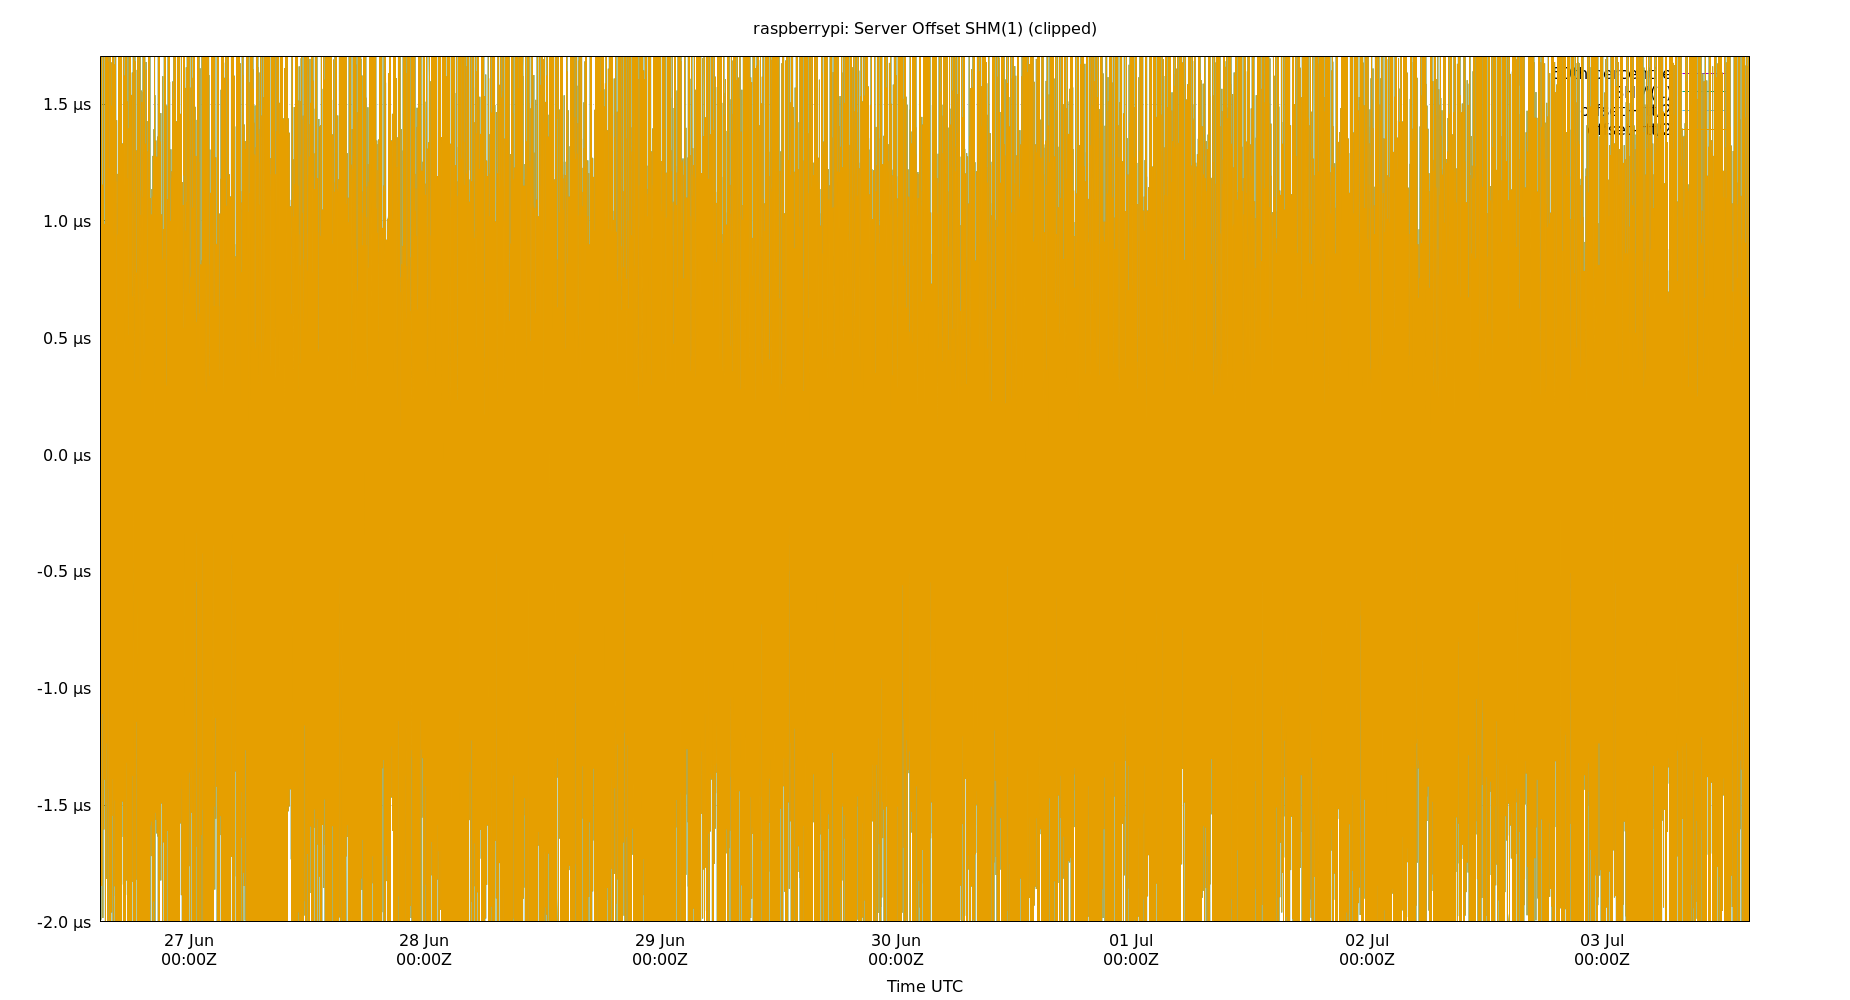 raspberrypi: Server Offset SHM(1) (clipped)
1.5 µs
1.0 µs
0.5 µs
0.0 µs
-0.5 µs
-1.0 µs
-1.5 µs
-2.0 µs
27 Jun 28 Jun 29 Jun 30 Jun 01 Jul 02 Jul 03 Jul
00:00Z 00:00Z 00:00Z 00:00Z 00:00Z 00:00Z 00:00Z
Time UTC